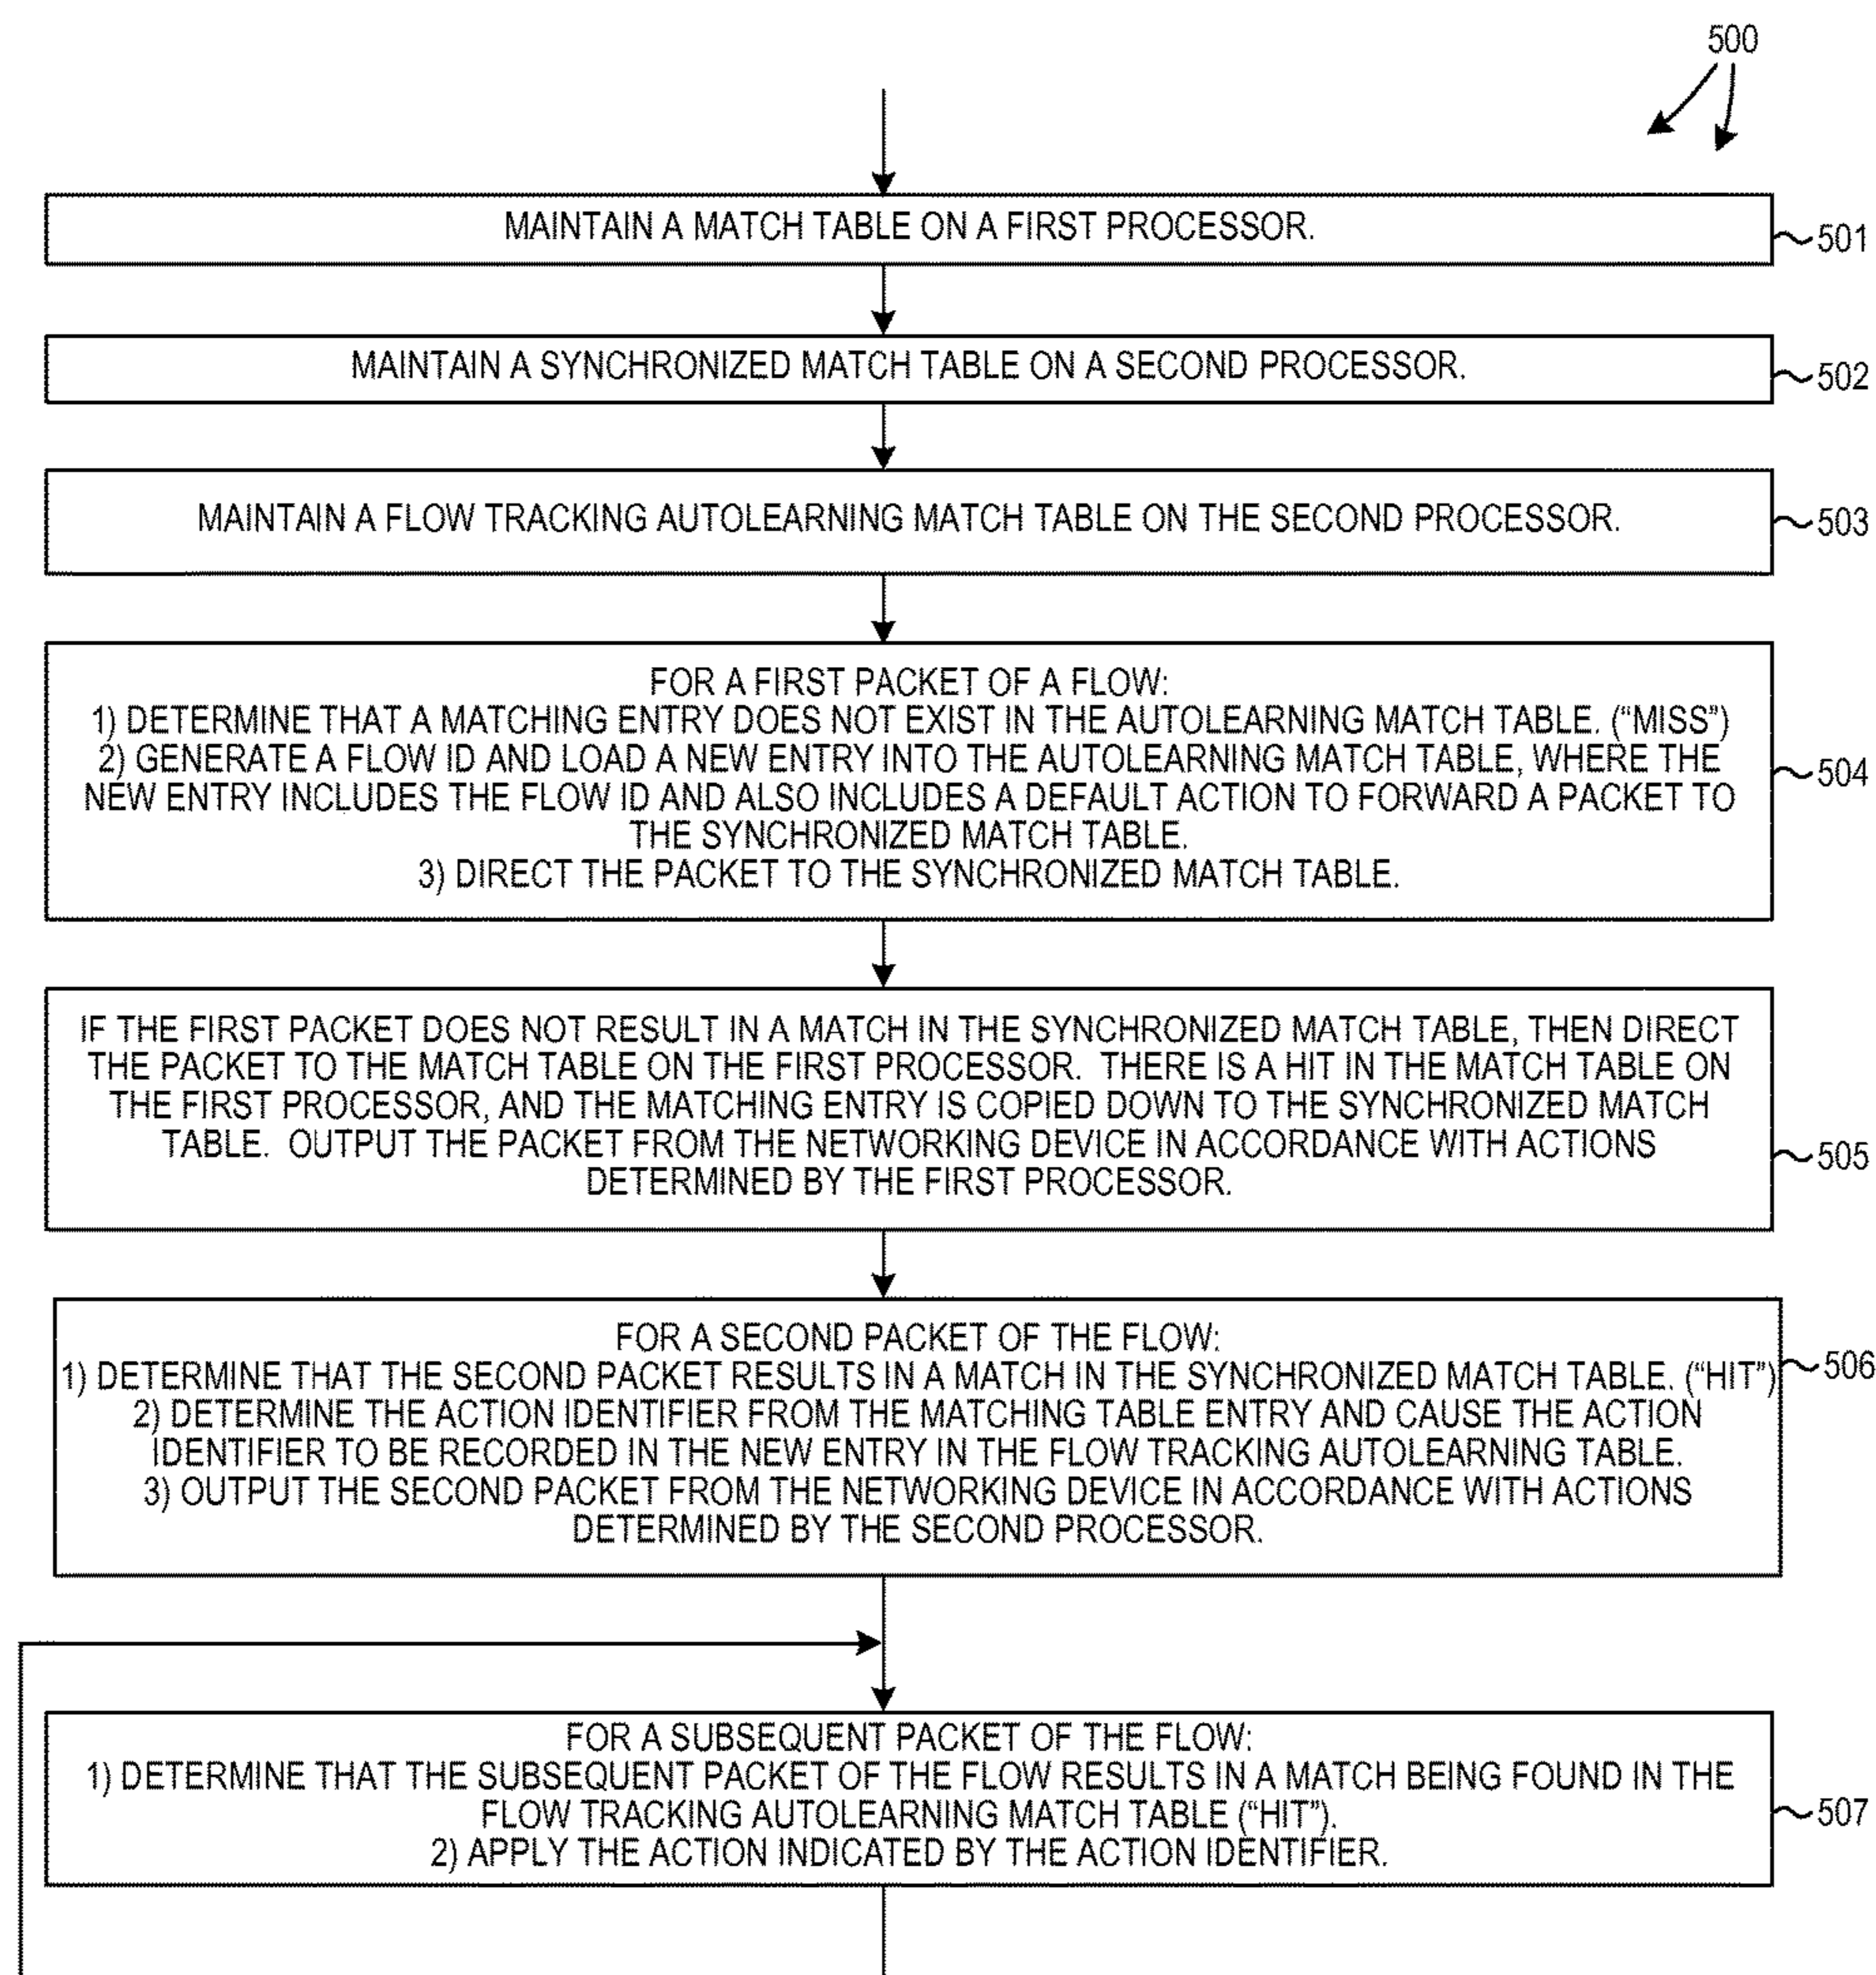 500
MAINTAIN A MATCH TABLE ON A FIRST PROCESSOR.
501
MAINTAIN A SYNCHRONIZED MATCH TABLE ON A SECOND PROCESSOR.
502
MAINTAIN A FLOW TRACKING AUTOLEARNING MATCH TABLE ON THE SECOND PROCESSOR.
503
FOR A FIRST PACKET OF A FLOW:
1) DETERMINE THAT A MATCHING ENTRY DOES NOT EXIST IN THE AUTOLEARNING MATCH TABLE. (“MISS”)
2) GENERATE A FLOW ID AND LOAD A NEW ENTRY INTO THE AUTOLEARNING MATCH TABLE, WHERE THE
NEW ENTRY INCLUDES THE FLOW ID AND ALSO INCLUDES A DEFAULT ACTION TO FORWARD A PACKET TO
THE SYNCHRONIZED MATCH TABLE.
3) DIRECT THE PACKET TO THE SYNCHRONIZED MATCH TABLE.
504
IF THE FIRST PACKET DOES NOT RESULT IN A MATCH IN THE SYNCHRONIZED MATCH TABLE, THEN DIRECT
THE PACKET TO THE MATCH TABLE ON THE FIRST PROCESSOR. THERE IS A HIT IN THE MATCH TABLE ON
THE FIRST PROCESSOR, AND THE MATCHING ENTRY IS COPIED DOWN TO THE SYNCHRONIZED MATCH
TABLE. OUTPUT THE PACKET FROM THE NETWORKING DEVICE IN ACCORDANCE WITH ACTIONS
DETERMINED BY THE FIRST PROCESSOR.
505
FOR A SECOND PACKET OF THE FLOW:
1) DETERMINE THAT THE SECOND PACKET RESULTS IN A MATCH IN THE SYNCHRONIZED MATCH TABLE. (“HIT”)
2) DETERMINE THE ACTION IDENTIFIER FROM THE MATCHING TABLE ENTRY AND CAUSE THE ACTION
IDENTIFIER TO BE RECORDED IN THE NEW ENTRY IN THE FLOW TRACKING AUTOLEARNING TABLE.
3) OUTPUT THE SECOND PACKET FROM THE NETWORKING DEVICE IN ACCORDANCE WITH ACTIONS
DETERMINED BY THE SECOND PROCESSOR.
506
FOR A SUBSEQUENT PACKET OF THE FLOW:
1) DETERMINE THAT THE SUBSEQUENT PACKET OF THE FLOW RESULTS IN A MATCH BEING FOUND IN THE
FLOW TRACKING AUTOLEARNING MATCH TABLE (“HIT”).
2) APPLY THE ACTION INDICATED BY THE ACTION IDENTIFIER.
507